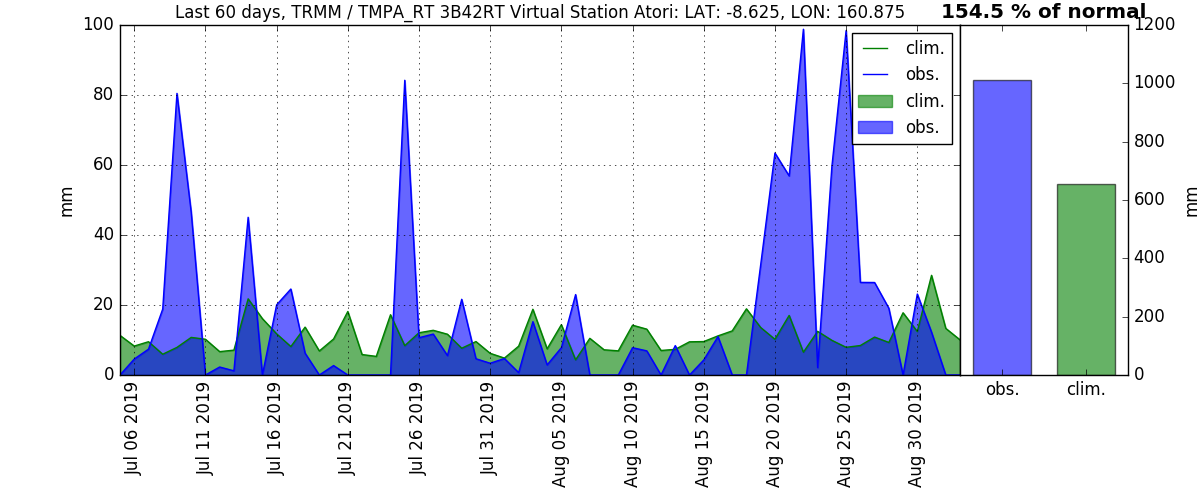 Last 60 days, TRMM / TMPA_RT 3B42RT Virtual Station Atori: LAT: -8.625, LON: 160.875
154.5 % of normal
100
80
60
40
20
0
mm
clim.
obs.
clim.
obs.
1200
1000
800
600
400
200
0
mm
obs.
clim.
Jul 06 2019
Jul 11 2019
Jul 16 2019
Jul 21 2019
Jul 26 2019
Jul 31 2019
Aug 05 2019
Aug 10 2019
Aug 15 2019
Aug 20 2019
Aug 25 2019
Aug 30 2019